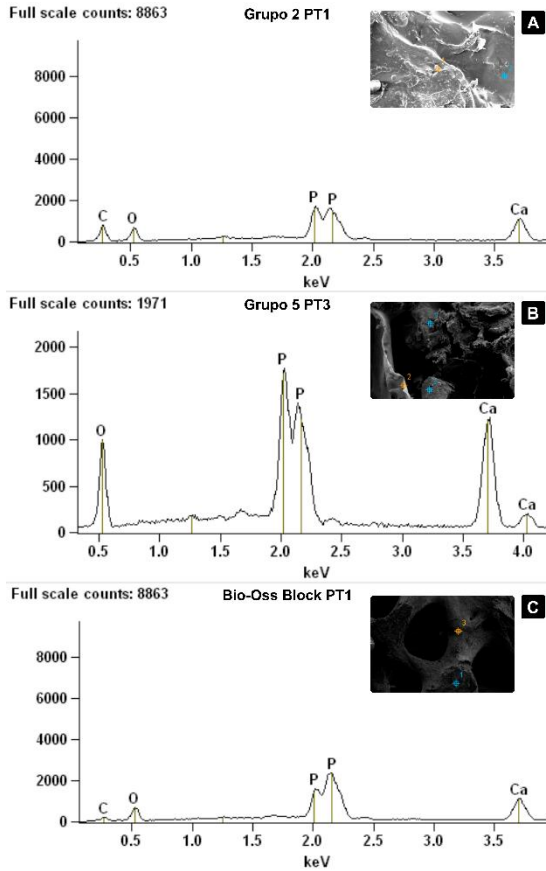 Full scale counts: 8863
Grupo 2 PT1
A
8000
6000
4000
2000
0
C
O
P
P
Ca
0.5
1.0
1.5
2.0
2.5
3.0
3.5
keV
Full scale counts: 1971
Grupo 5 PT3
B
2
2000
1500
1000
500
0
O
P
P
Ca
Ca
0.5
1.0
1.5
2.0
2.5
3.0
3.5
4.0
keV
Full scale counts: 8863
Bio-Oss Block PT1
C
3
1
8000
6000
4000
2000
0
C
O
P
P
Ca
0.5
1.0
1.5
2.0
2.5
3.0
3.5
keV